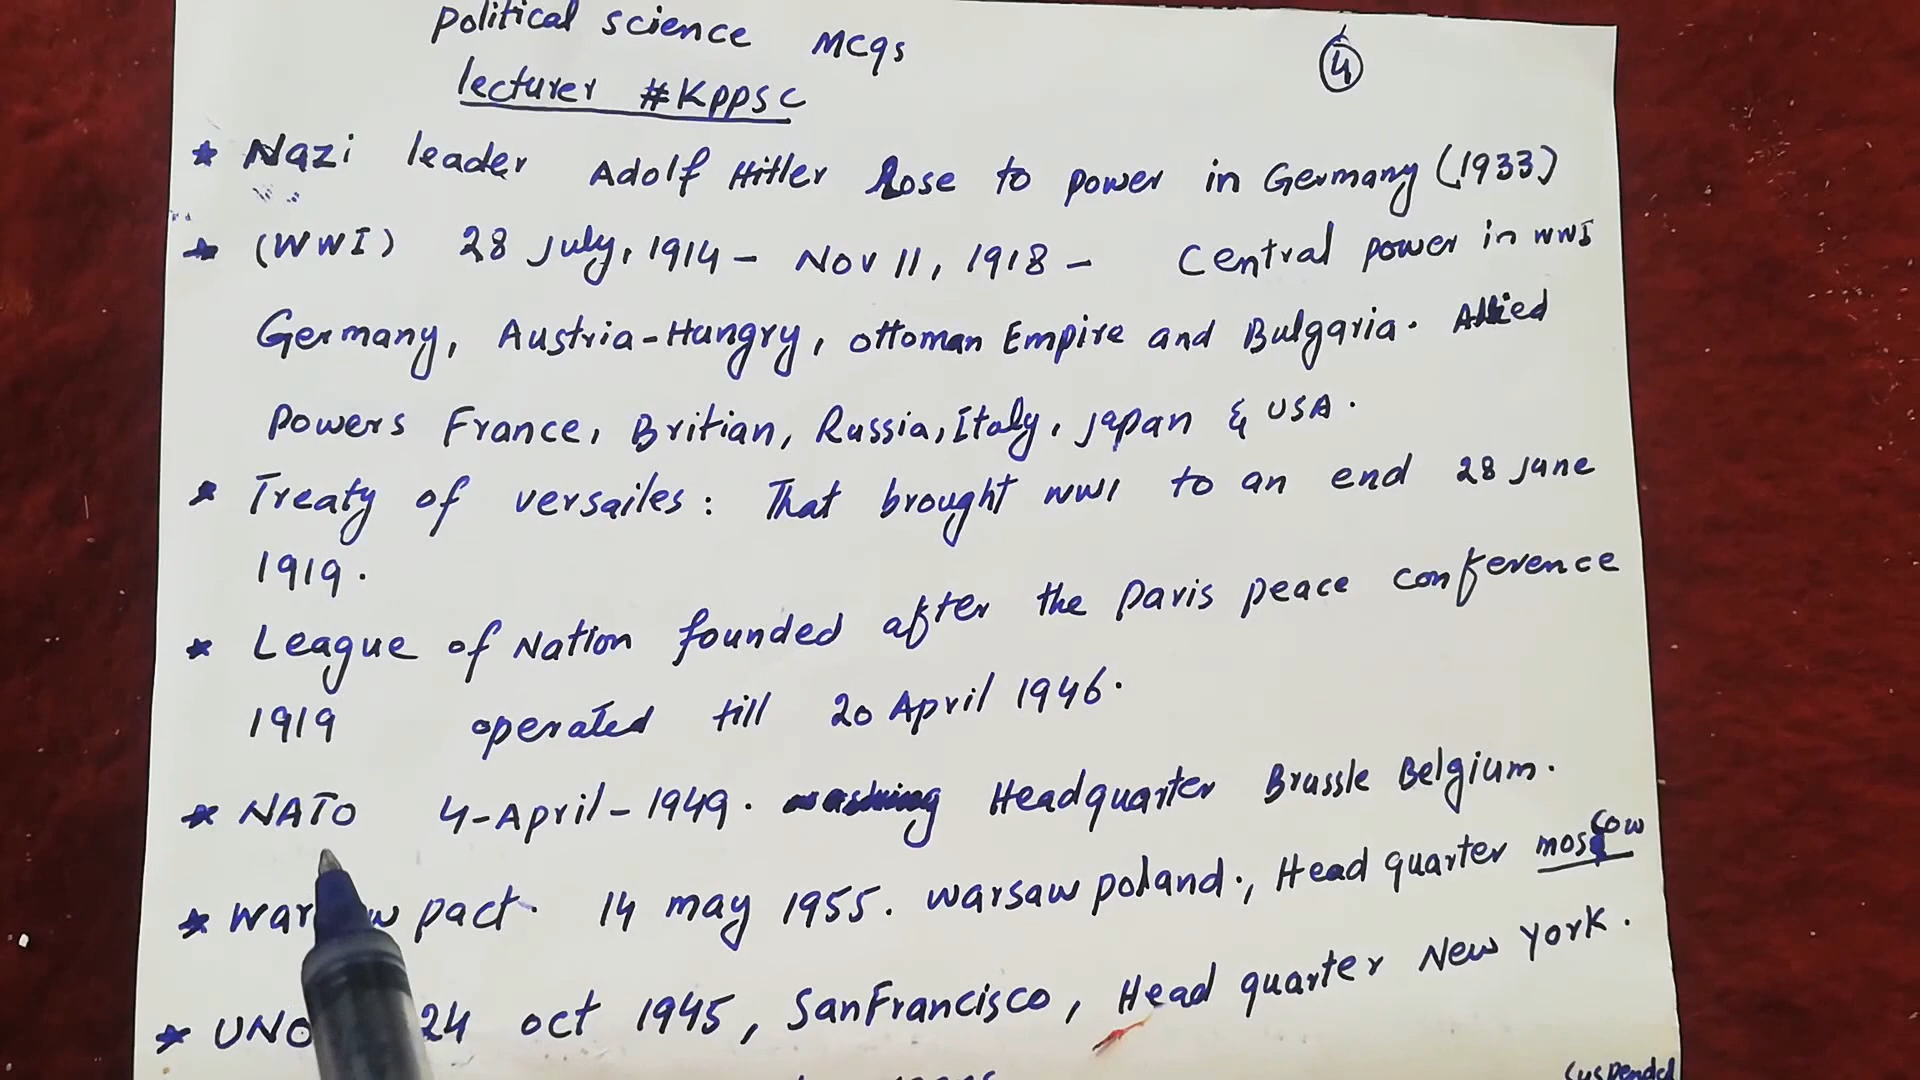 political science MCQs
4
lecturer #Kppsc
★ Nazi leader Adolf Hitler Rose to power in Germany (1933)
★ (WWI) 28 July, 1914 - Nov 11, 1918 - Central power in WWI
Germany, Austria-Hungry, ottoman Empire and Bulgaria. Allied
Powers France, Britian, Russia, Italy, Japan & USA.
★ Treaty of versailes: That brought WWI to an end 28 June
1919.
★ League of Nation founded after the Paris peace conference
1919 operated till 20 April 1946.
★ NATO 4-April-1949. Headquarter Brussle Belgium.
★ pact. 14 may 1955. Warsaw poland., Head quarter moscow
★ UNO 24 oct 1945, SanFrancisco, Head quarter New York.